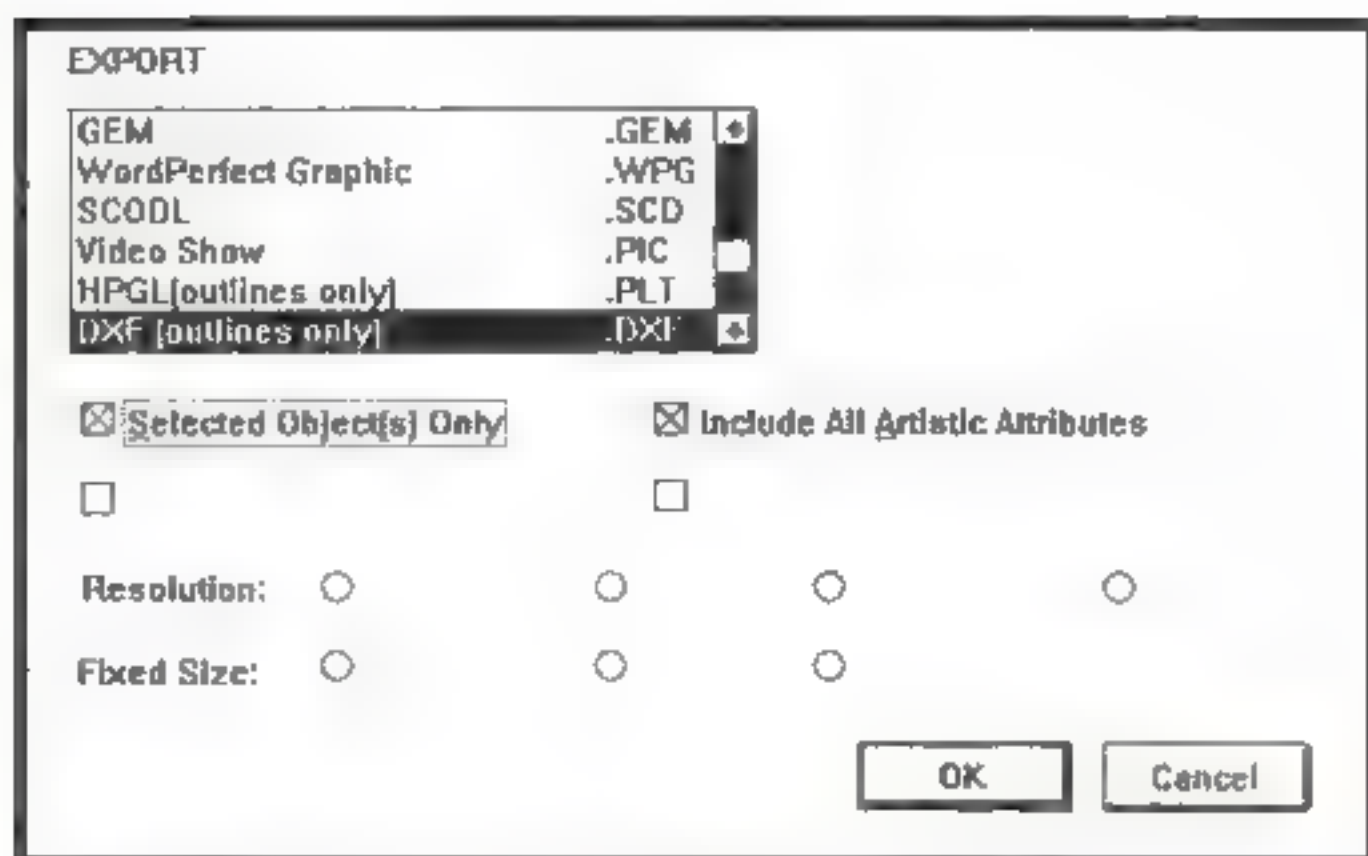 EXPORT
GEM .GEM
WordPerfect Graphic .WPG
SCODL .SCD
Video Show .PIC
HPGL(outlines only) .PLT
DXF (outlines only) .DXF
Selected Object(s) Only Include All Artistic Attributes
Resolution:
Fixed Size:
OK Cancel